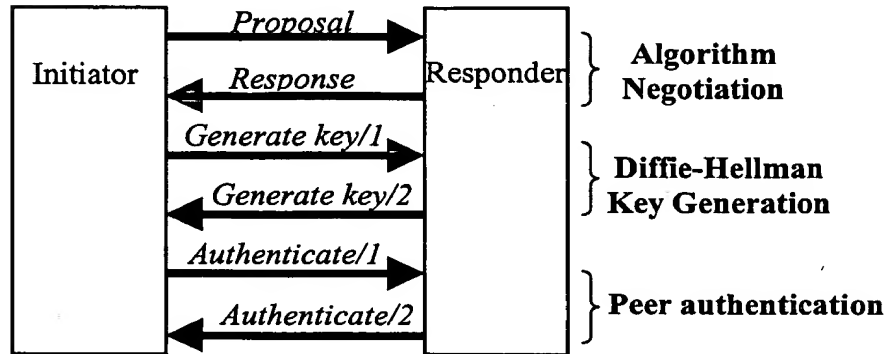 Proposal
Initiator
Responder
Response
Algorithm
Negotiation
Generate key/1
Generate key/2
Diffie-Hellman
Key Generation
Authenticate/1
Authenticate/2
Peer authentication